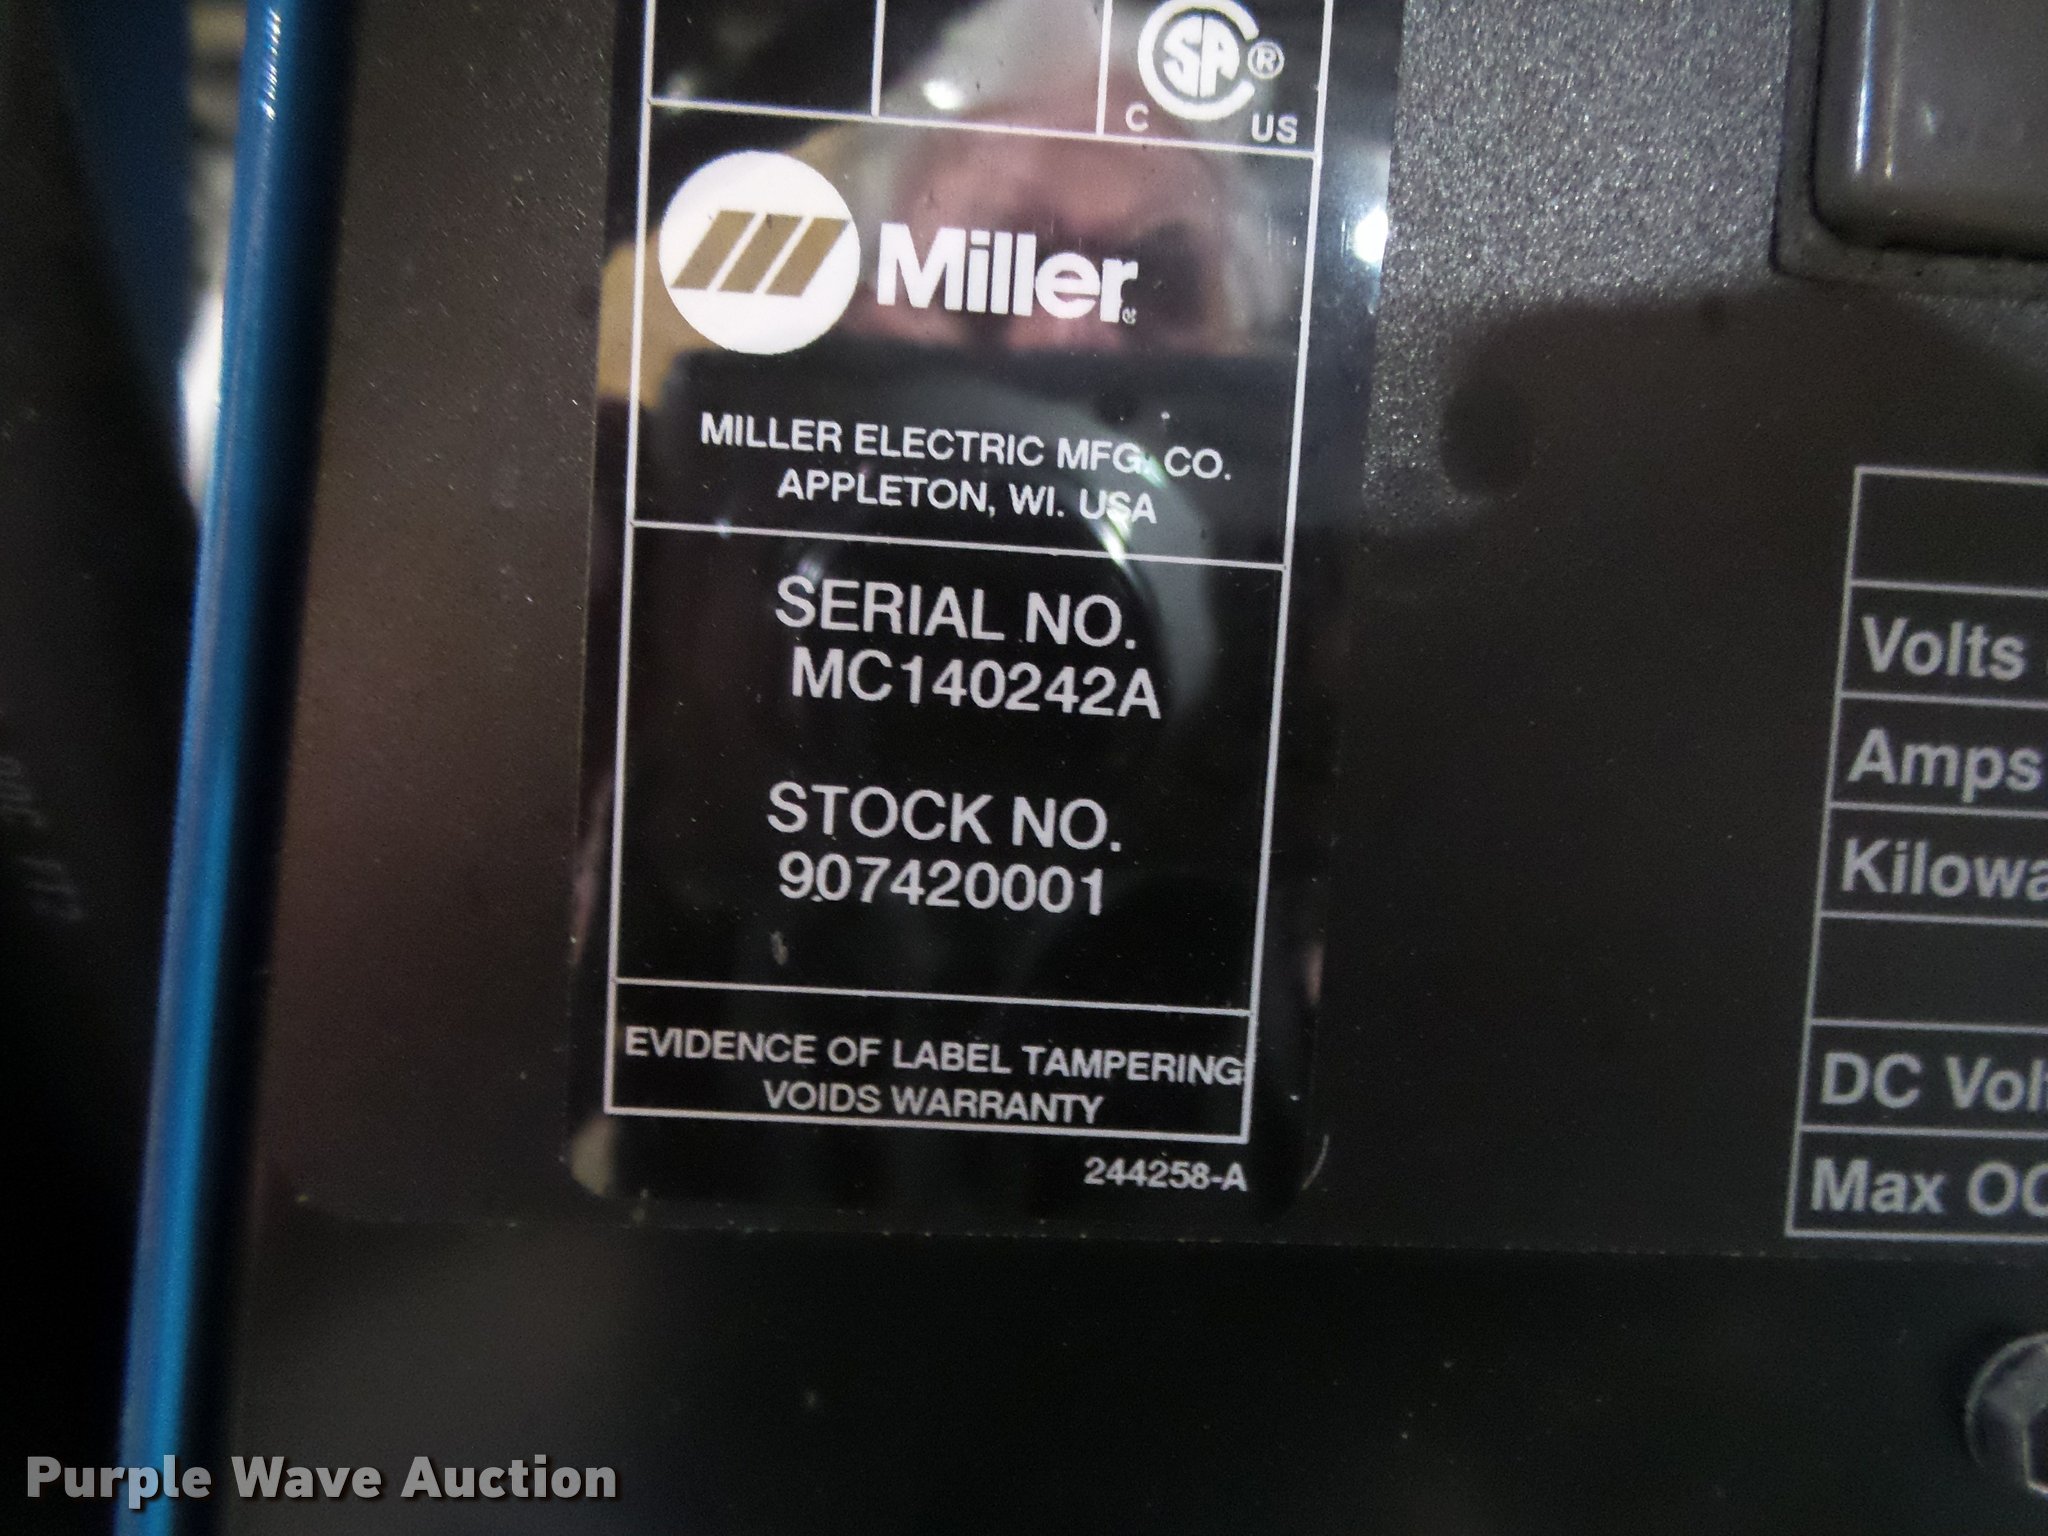 SA ®
C US
Miller®
MILLER ELECTRIC MFG. CO.
APPLETON, WI. USA
SERIAL NO.
MC140242A
STOCK NO.
907420001
EVIDENCE OF LABEL TAMPERING
VOIDS WARRANTY
244258-A
Volts
Amps
Kilowa
DC Vol
Max OC
Purple Wave Auction